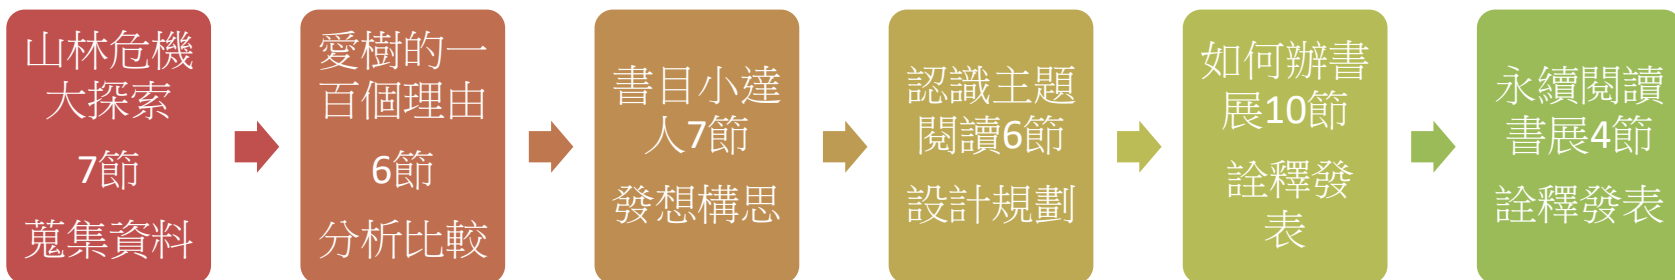 山林危機
大探索
7節
蒐集資料
愛樹的一
百個理由
6節
分析比較
書目小達
人7節
發想構思
認識主題
閱讀6節
設計規劃
如何辦書
展10節
詮釋發
表
永續閱讀
書展4節
詮釋發表